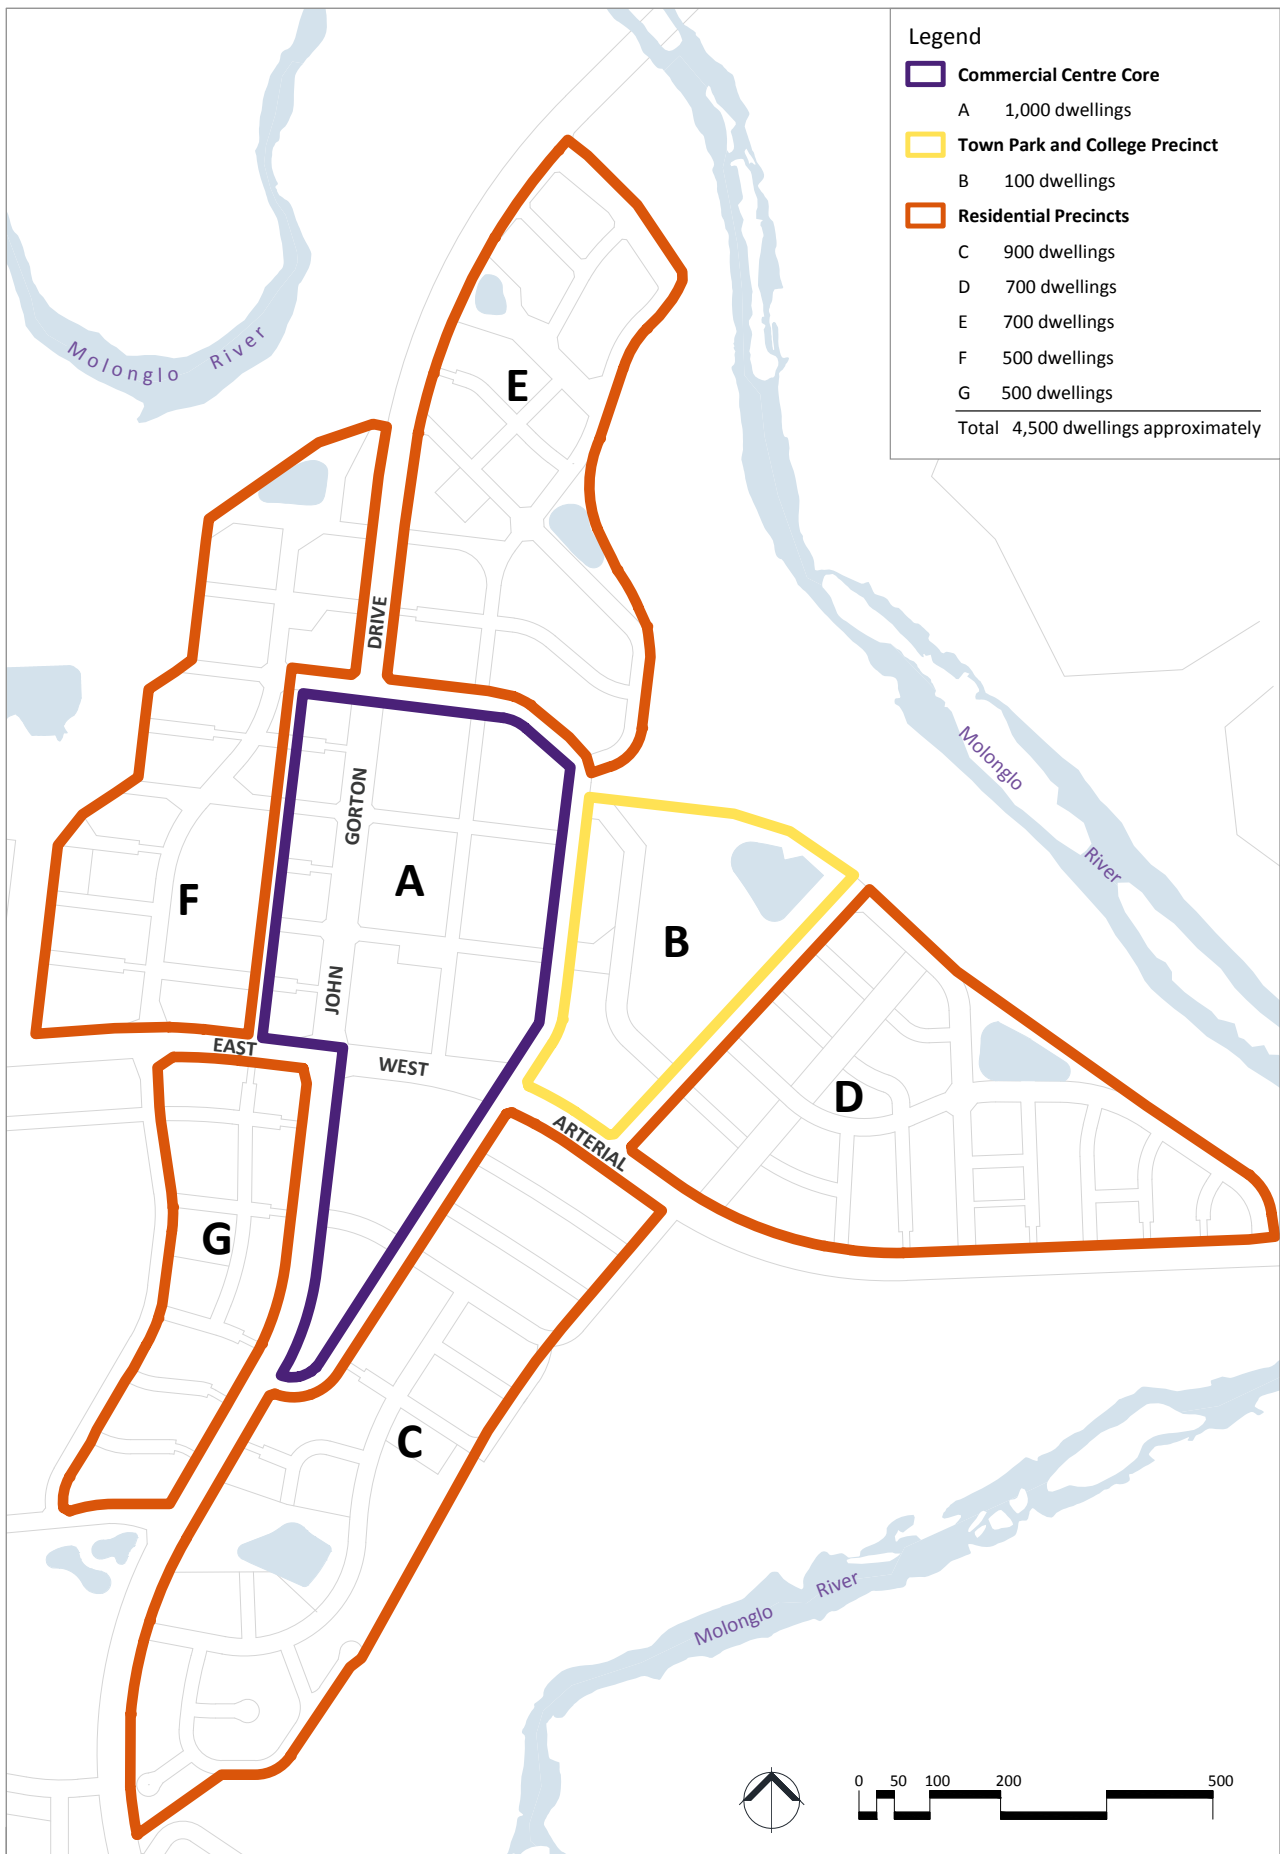 Legend
Commercial Centre Core
A 1,000 dwellings
Town Park and College Precinct
B 100 dwellings
Residential Precincts
C 900 dwellings
D 700 dwellings
E 700 dwellings
F 500 dwellings
G 500 dwellings
Total 4,500 dwellings approximately
Molonglo River
E
DRIVE
GORTON
Molonglo
River
A
F
B
JOHN
EAST
WEST
D
ARTERIAL
G
C
Molonglo River
0 50 100 200 500